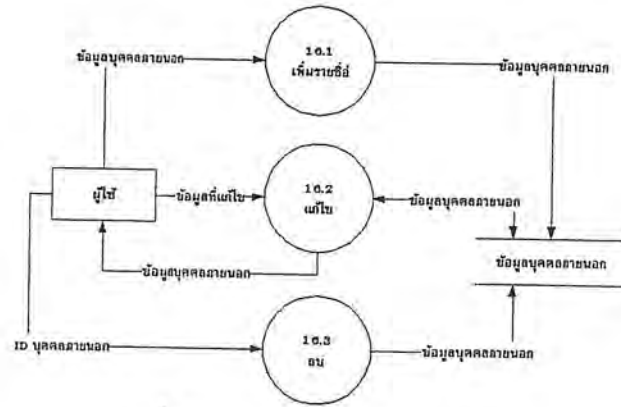 16.1
เพิ่มรายชื่อ
ข้อมูลบุคคลภายนอก
ข้อมูลบุคคลภายนอก
ผู้ใช้
ข้อมูลที่แก้ไข
16.2
แก้ไข
ข้อมูลบุคคลภายนอก
ข้อมูลบุคคลภายนอก
ข้อมูลบุคคลภายนอก
ID บุคคลภายนอก
16.3
ลบ
ข้อมูลบุคคลภายนอก